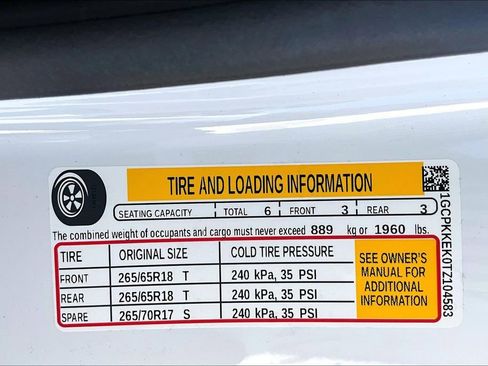 TIRE AND LOADING INFORMATION
SEATING CAPACITY TOTAL 6 FRONT 3 REAR 3
The combined weight of occupants and cargo must never exceed 889 kg or 1960 lbs.
TIRE ORIGINAL SIZE COLD TIRE PRESSURE
FRONT 265/65R18 T 240 kPa, 35 PSI
REAR 265/65R18 T 240 kPa, 35 PSI
SPARE 265/70R17 S 240 kPa, 35 PSI
SEE OWNER'S
MANUAL FOR
ADDITIONAL
INFORMATION
1GCPKKEK0TZ104583